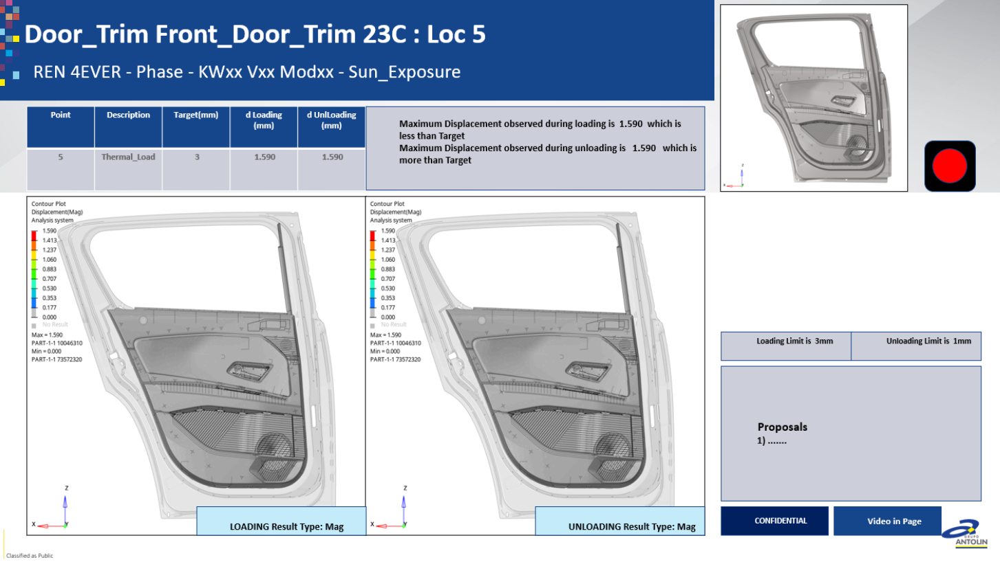 Door_Trim Front_Door_Trim 23C : Loc 5
REN 4EVER - Phase - KWxx Vxx Modxx - Sun_Exposure
Point Description Target(mm) d Loading (mm) d UnlLoading (mm)
5 Thermal_Load 3 1.590 1.590
Maximum Displacement observed during loading is 1.590 which is
less than Target
Maximum Displacement observed during unloading is 1.590 which is
more than Target
Z
X
Y
Contour Plot
Displacement(Mag)
Analysis system
1.590
1.413
1.237
1.060
0.883
0.707
0.530
0.353
0.177
0.000
No Result
Max = 1.590
PART-1-1 10046310
Min = 0.000
PART-1-1 73572320
Z
X
Y
LOADING Result Type: Mag
Contour Plot
Displacement(Mag)
Analysis system
1.590
1.413
1.237
1.060
0.883
0.707
0.530
0.353
0.177
0.000
No Result
Max = 1.590
PART-1-1 10046310
Min = 0.000
PART-1-1 73572320
Z
X
Y
UNLOADING Result Type: Mag
Loading Limit is 3mm
Unloading Limit is 1mm
Proposals
1) .......
CONFIDENTIAL
Video in Page
GRUPO
ANTOLIN
Classified as Public